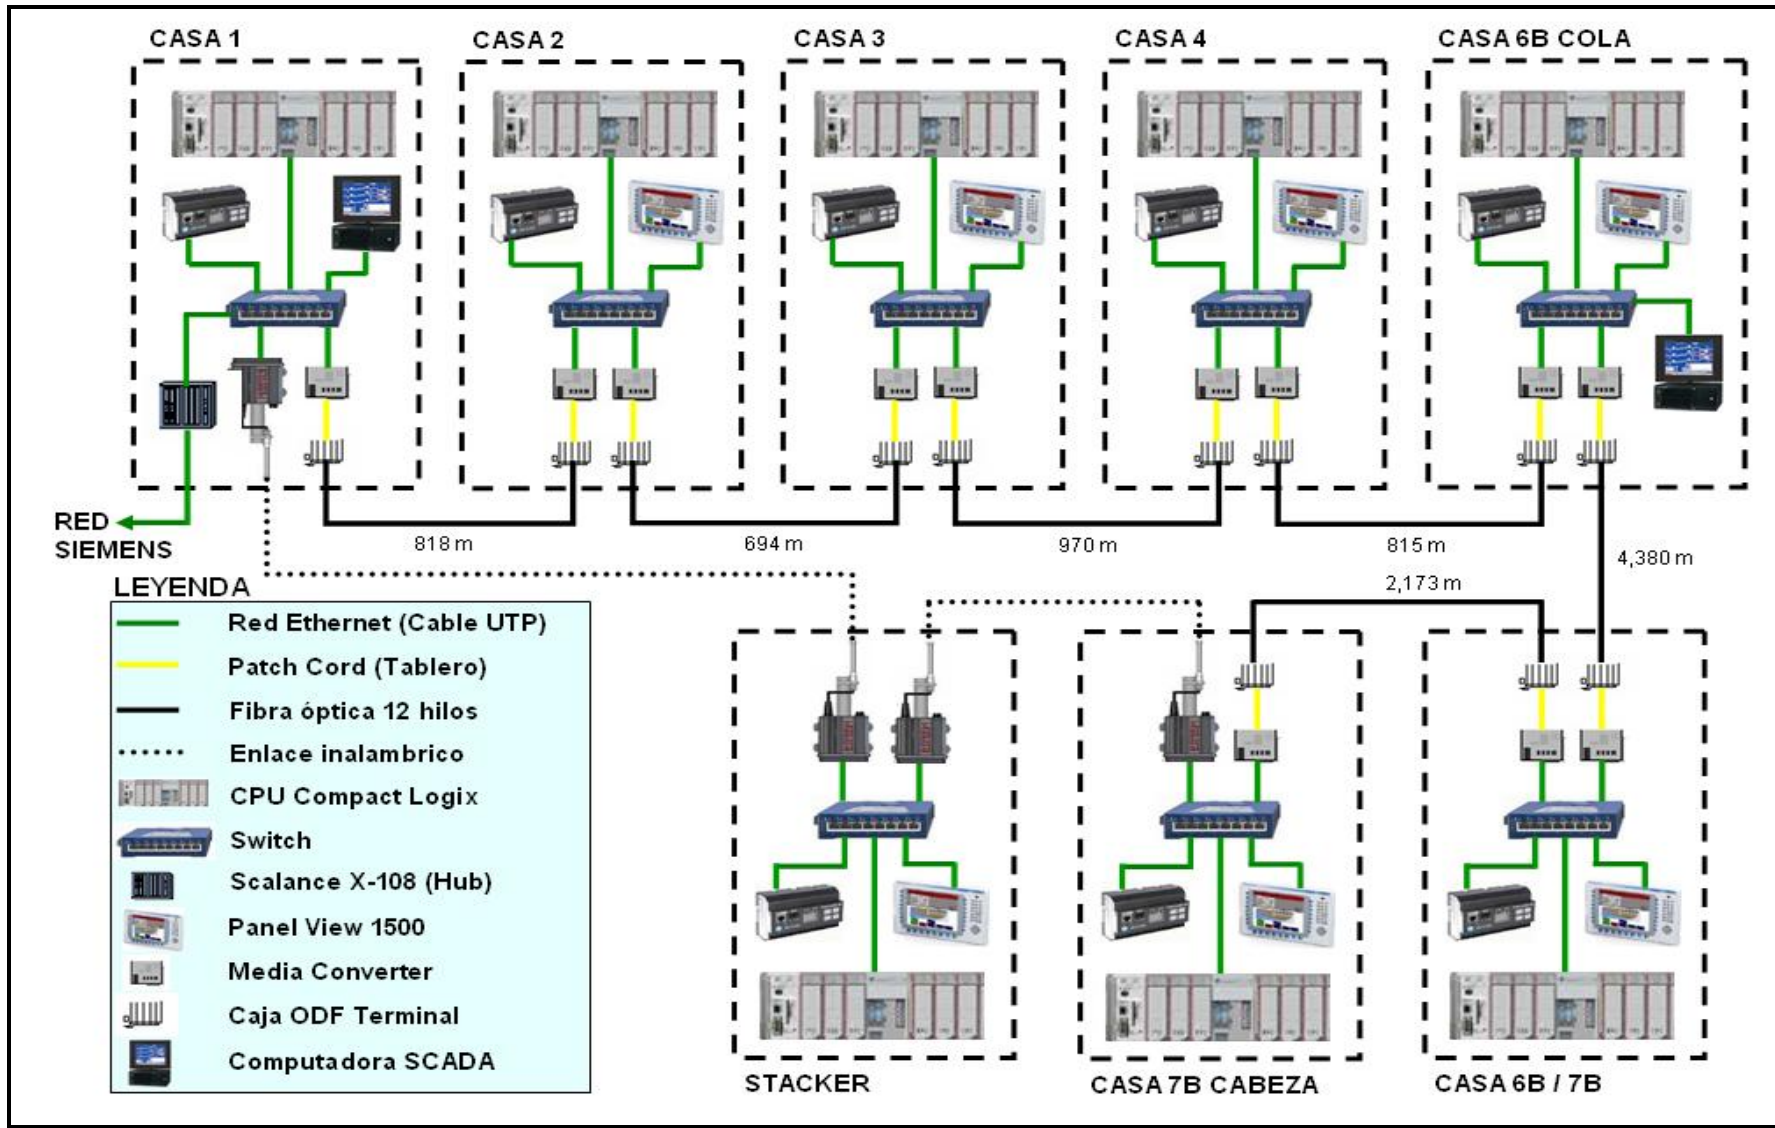 CASA 1
CASA 2
CASA 3
CASA 4
CASA 6B COLA
RED
SIEMENS
818 m
694 m
970 m
815 m
4,380 m
2,173 m
LEYENDA
Red Ethernet (Cable UTP)
Patch Cord (Tablero)
Fibra óptica 12 hilos
Enlace inalambrico
CPU Compact Logix
Switch
Scalance X-108 (Hub)
Panel View 1500
Media Converter
Caja ODF Terminal
Computadora SCADA
STACKER
CASA 7B CABEZA
CASA 6B / 7B